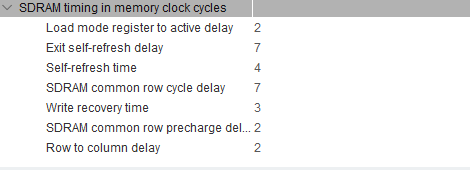 SDRAM timing in memory clock cycles
Load mode register to active delay 2
Exit self-refresh delay 7
Self-refresh time 4
SDRAM common row cycle delay 7
Write recovery time 3
SDRAM common row precharge del... 2
Row to column delay 2